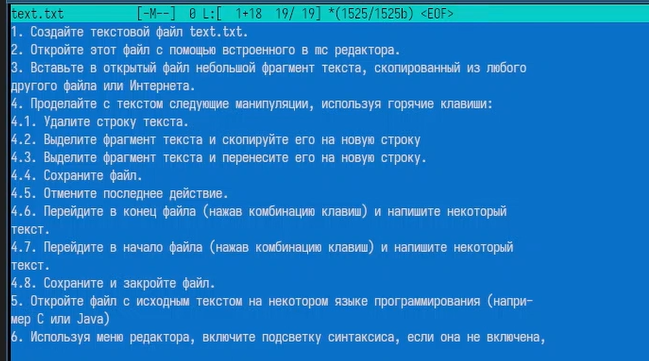 text.txt [-M--] 0 L:[ 1+18 19/ 19] *(1525/1525b) <EOF>
1. Создайте текстовой файл text.txt.
2. Откройте этот файл с помощью встроенного в mc редактора.
3. Вставьте в открытый файл небольшой фрагмент текста, скопированный из любого
другого файла или Интернета.
4. Проделайте с текстом следующие манипуляции, используя горячие клавиши:
4.1. Удалите строку текста.
4.2. Выделите фрагмент текста и скопируйте его на новую строку
4.3. Выделите фрагмент текста и перенесите его на новую строку.
4.4. Сохраните файл.
4.5. Отмените последнее действие.
4.6. Перейдите в конец файла (нажав комбинацию клавиш) и напишите некоторый
текст.
4.7. Перейдите в начало файла (нажав комбинацию клавиш) и напишите некоторый
текст.
4.8. Сохраните и закройте файл.
5. Откройте файл с исходным текстом на некотором языке программирования (напри-
мер C или Java)
6. Используя меню редактора, включите подсветку синтаксиса, если она не включена,